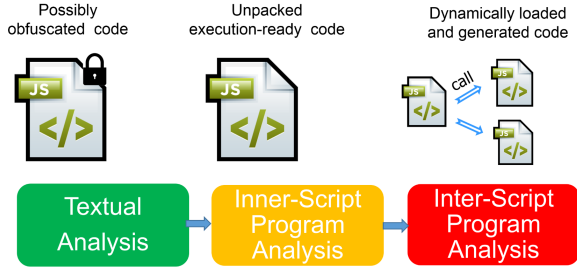 Possibly
obfuscated code
Unpacked
execution-ready code
Dynamically loaded
and generated code
JS
</>
JS
</>
JS
</>
call
JS
</>
JS
</>
Textual
Analysis
Inner-Script
Program
Analysis
Inter-Script
Program
Analysis